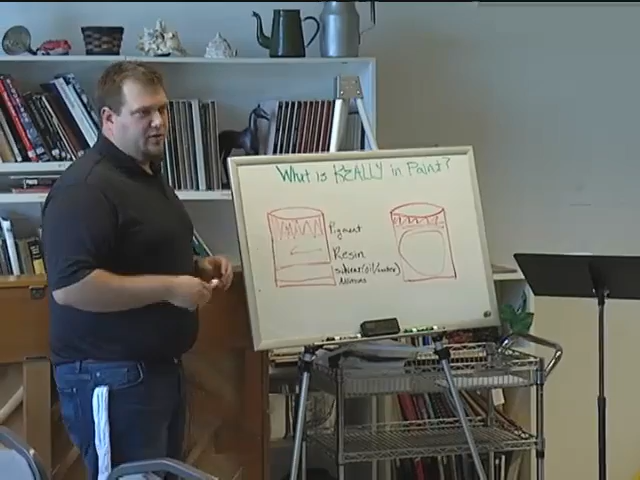 What is REALLY in Paint?
Pigment
Resin
Solvent (oil/water)
Additives